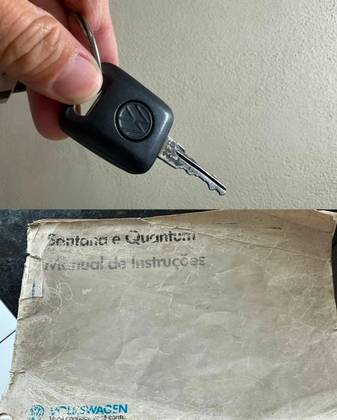 Santana e Quantum
Manual de Instruções
VOLKSWAGEN